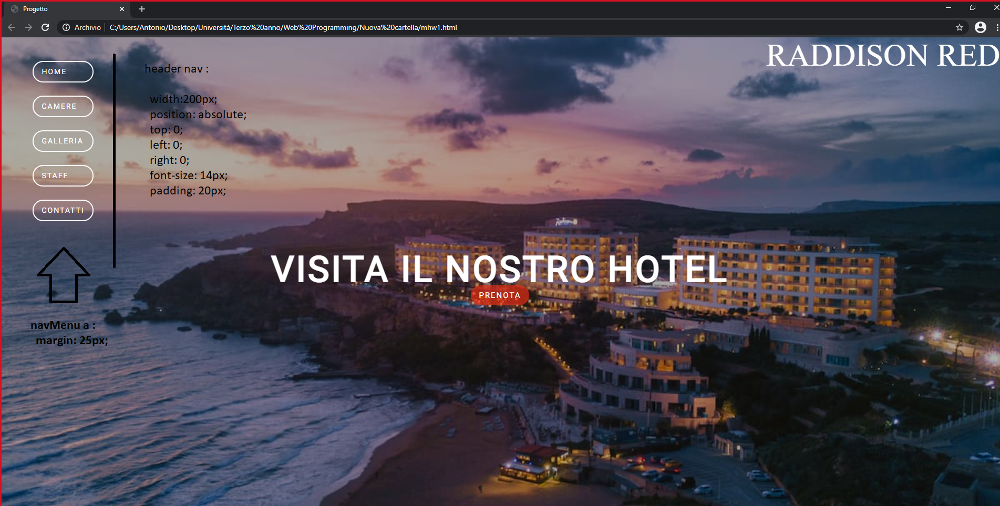 Progetto
Archivio | C:/Users/Antonio/Desktop/Università/Terzo%20anno/Web%20Programming/Nuova%20cartella/mhw1.html
RADDISON RED
HOME
CAMERE
GALLERIA
STAFF
CONTATTI
header nav :
width:200px;
position: absolute;
top: 0;
left: 0;
right: 0;
font-size: 14px;
padding: 20px;
VISITA IL NOSTRO HOTEL
PRENOTA
navMenu a :
margin: 25px;